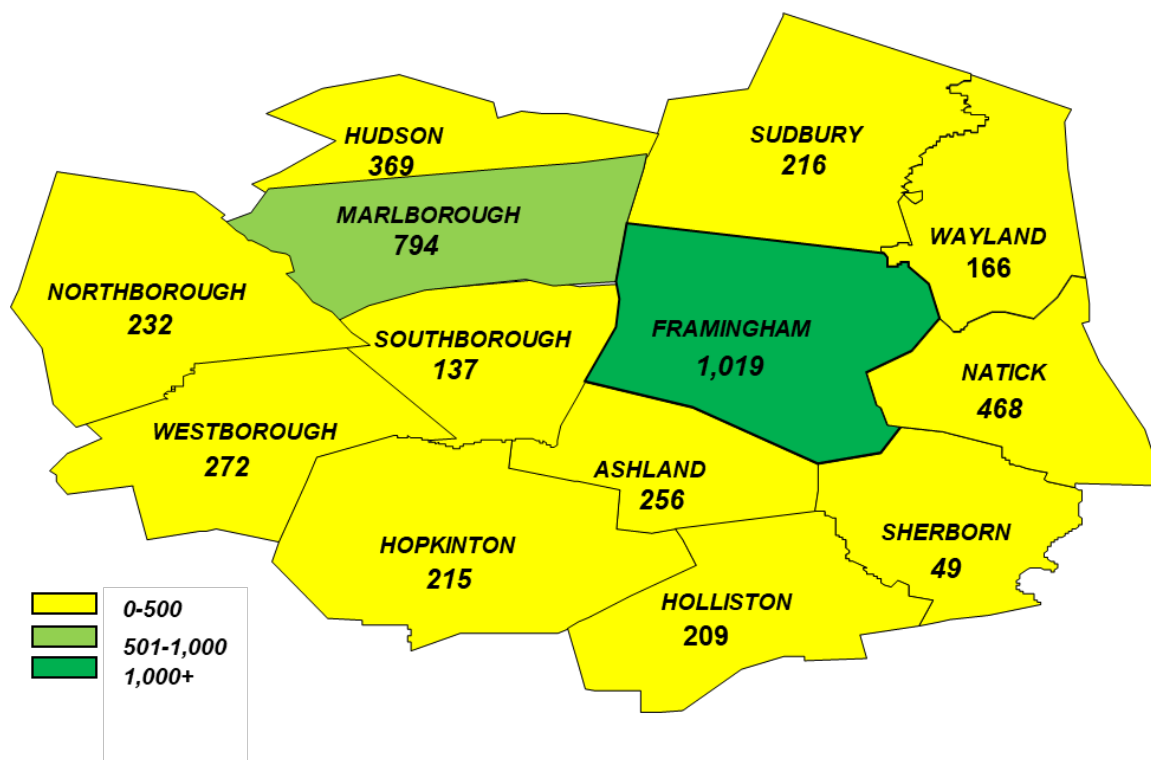 HUDSON
369
SUDBURY
216
MARLBOROUGH
794
WAYLAND
166
NORTHBOROUGH
232
SOUTHBOROUGH
137
FRAMINGHAM
1,019
NATICK
468
WESTBOROUGH
272
ASHLAND
256
HOPKINTON
215
SHERBORN
49
HOLLISTON
209
0-500
501-1,000
1,000+